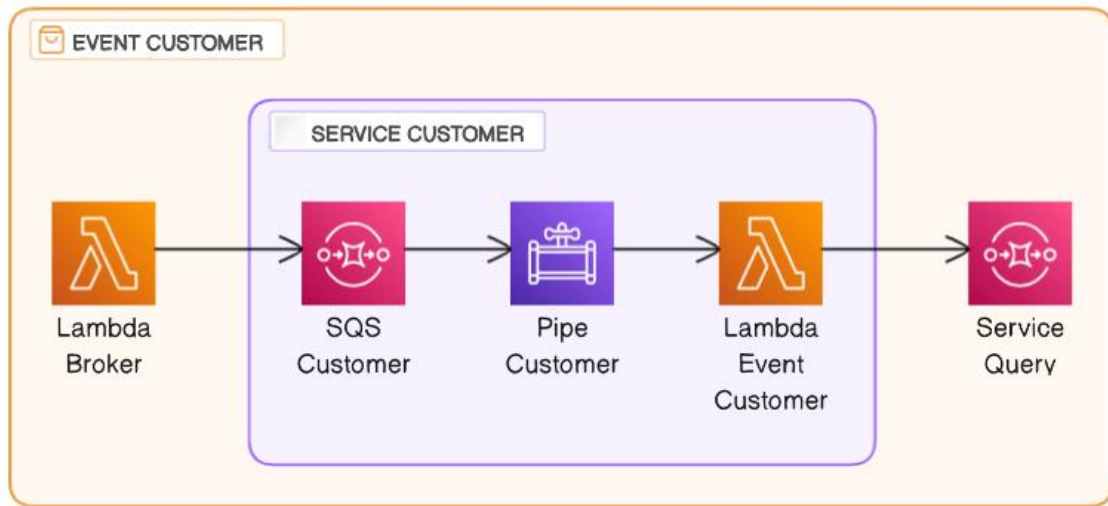 EVENT CUSTOMER
SERVICE CUSTOMER
Lambda
Broker
SQS
Customer
Pipe
Customer
Lambda
Event
Customer
Service
Query